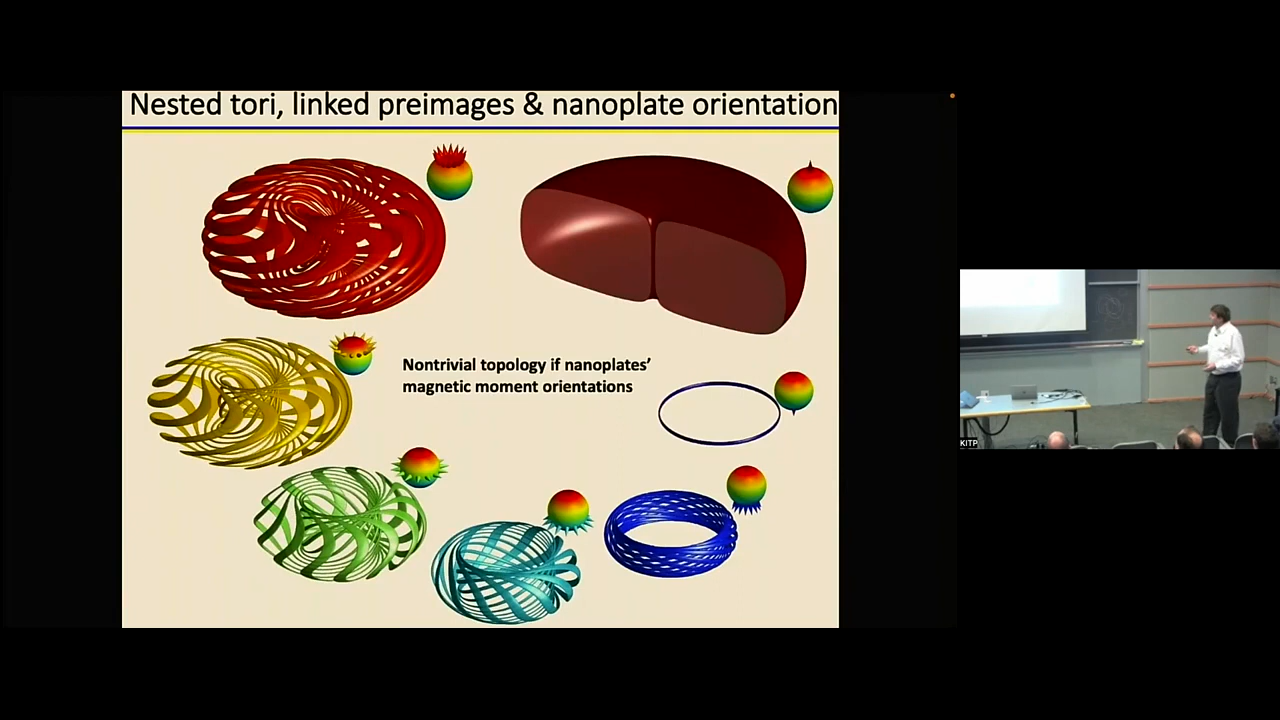 Nested tori, linked preimages & nanoplate orientation
Nontrivial topology if nanoplates'
magnetic moment orientations
KITP